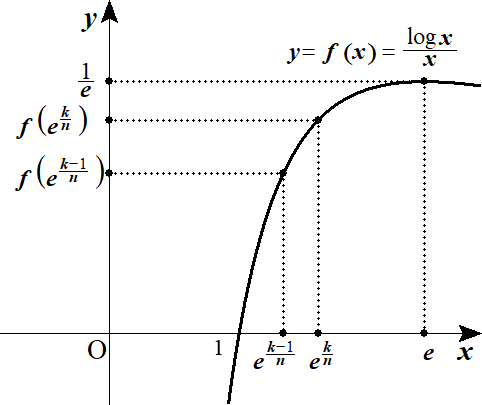 y
y = f(x) = log x / x
1/e
f(e^{k/n})
f(e^{(k-1)/n})
O
1
e^{(k-1)/n}
e^{k/n}
e
x